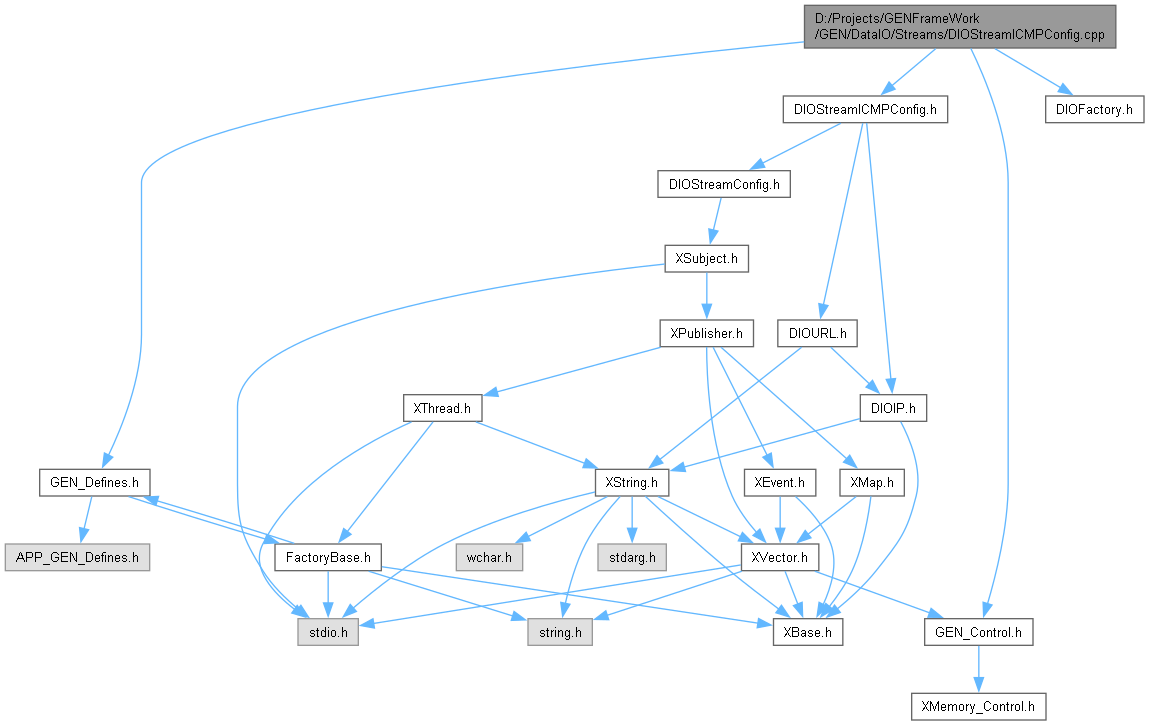 D:/Projects/GENFrameWork
/GEN/DataIO/Streams/DIOStreamICMPConfig.cpp
DIOStreamICMPConfig.h
DIOFactory.h
DIOStreamConfig.h
XSubject.h
XPublisher.h
DIOURL.h
XThread.h
DIOIP.h
GEN_Defines.h
XString.h
XEvent.h
XMap.h
APP_GEN_Defines.h
FactoryBase.h
wchar.h
stdarg.h
XVector.h
stdio.h
string.h
XBase.h
GEN_Control.h
XMemory_Control.h